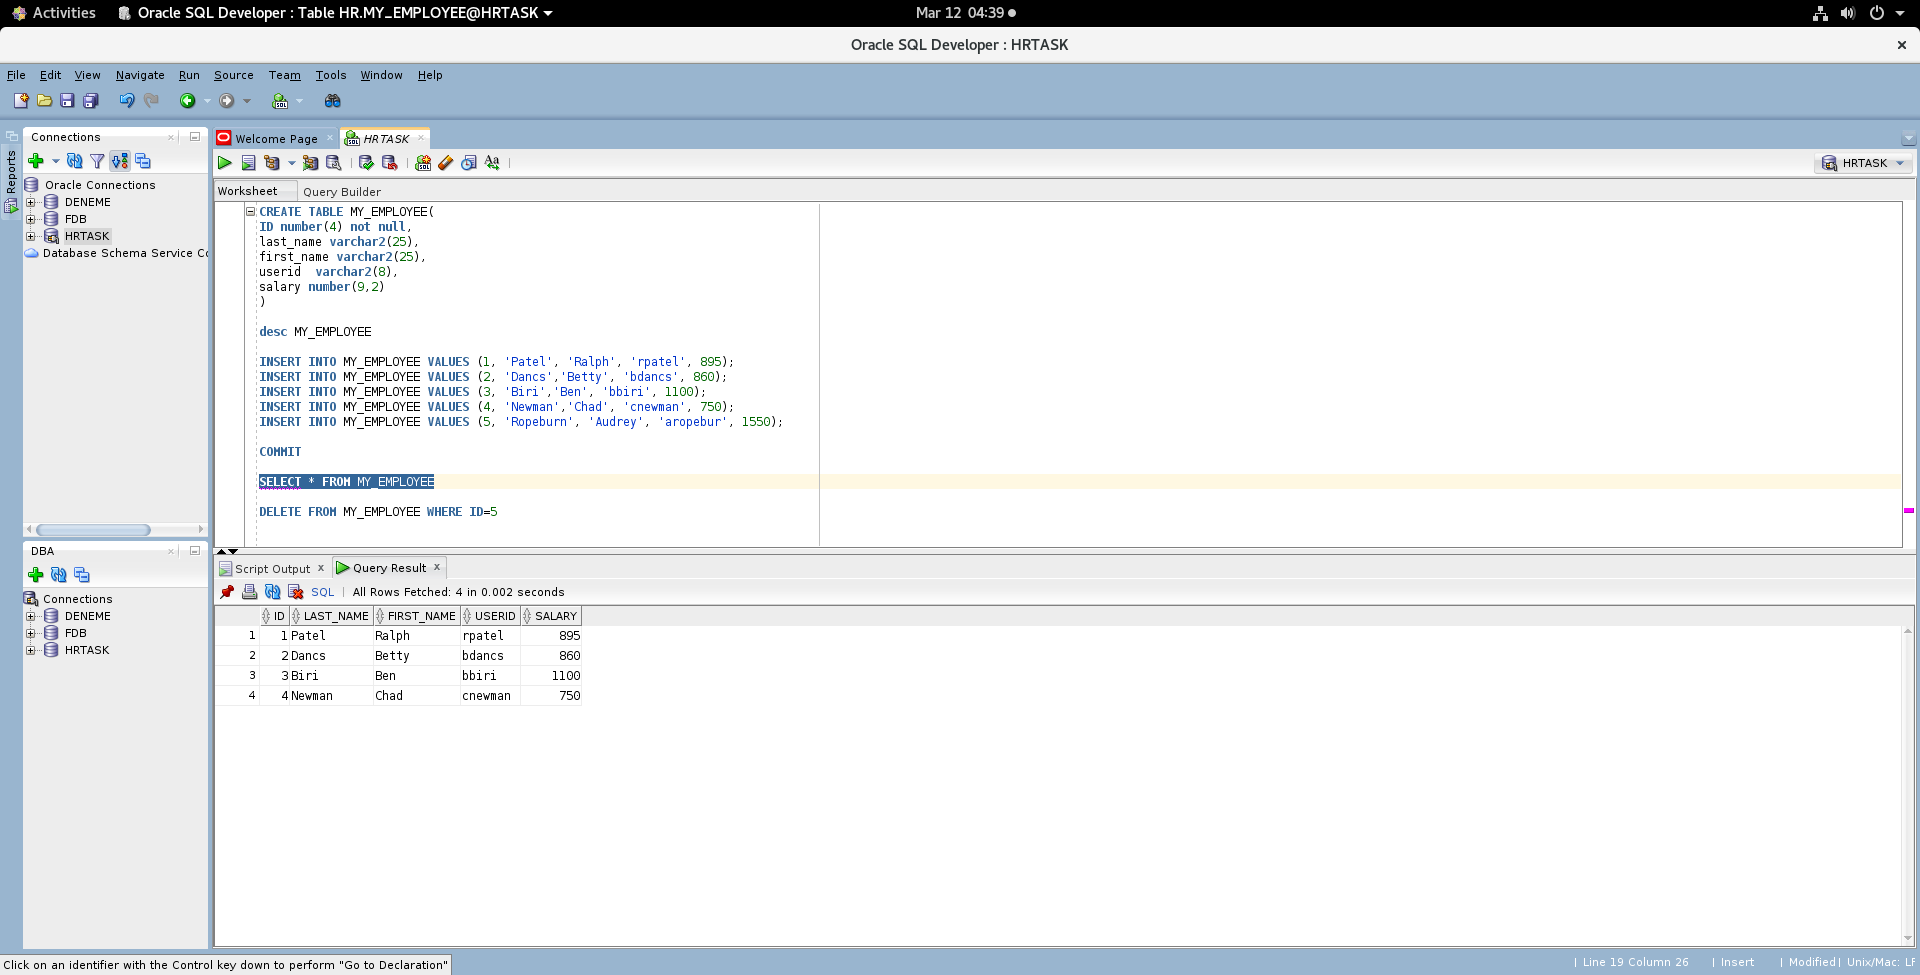 Activities
Oracle SQL Developer : Table HR.MY_EMPLOYEE@HRTASK
Mar 12 04:39
Oracle SQL Developer : HRTASK
File Edit View Navigate Run Source Team Tools Window Help
Reports
Connections
Oracle Connections
DENEME
FDB
HRTASK
Database Schema Service Co
DBA
Connections
DENEME
FDB
HRTASK
Welcome Page
HRTASK
HRTASK
Worksheet Query Builder
CREATE TABLE MY_EMPLOYEE(
ID number(4) not null,
last_name varchar2(25),
first_name varchar2(25),
userid  varchar2(8),
salary number(9,2)
)
desc MY_EMPLOYEE
INSERT INTO MY_EMPLOYEE VALUES (1, 'Patel', 'Ralph', 'rpatel', 895);
INSERT INTO MY_EMPLOYEE VALUES (2, 'Dancs','Betty', 'bdancs', 860);
INSERT INTO MY_EMPLOYEE VALUES (3, 'Biri','Ben', 'bbiri', 1100);
INSERT INTO MY_EMPLOYEE VALUES (4, 'Newman','Chad', 'cnewman', 750);
INSERT INTO MY_EMPLOYEE VALUES (5, 'Ropeburn', 'Audrey', 'aropebur', 1550);
COMMIT
SELECT * FROM MY_EMPLOYEE
DELETE FROM MY_EMPLOYEE WHERE ID=5
Script Output x Query Result x
SQL | All Rows Fetched: 4 in 0.002 seconds
ID LAST_NAME FIRST_NAME USERID SALARY
1 1 Patel Ralph rpatel 895
2 2 Dancs Betty bdancs 860
3 3 Biri Ben bbiri 1100
4 4 Newman Chad cnewman 750
Click on an identifier with the Control key down to perform "Go to Declaration"
| Line 19 Column 26 | Insert | Modified | Unix/Mac: LF